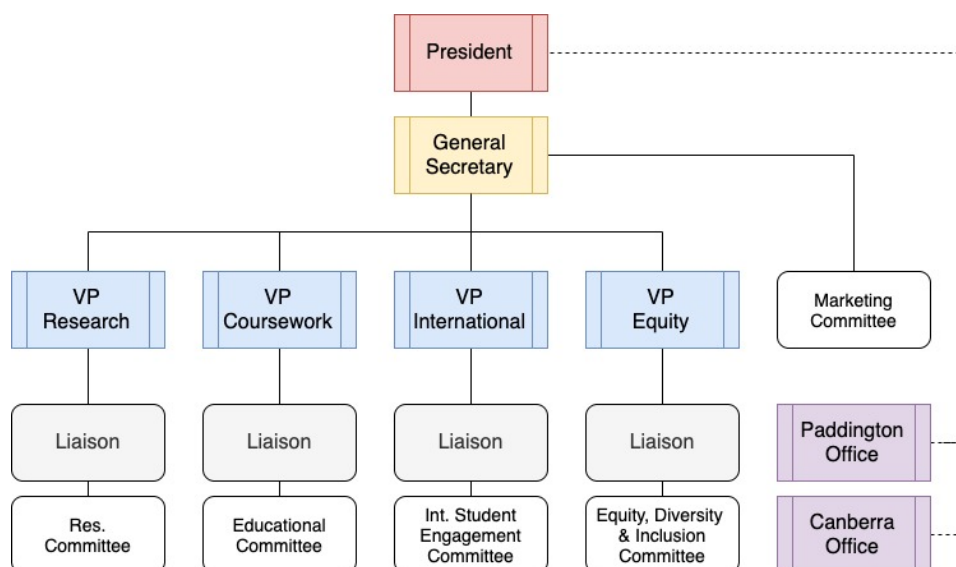 President
General
Secretary
VP
Research
VP
Coursework
VP
International
VP
Equity
Marketing
Committee
Liaison
Liaison
Liaison
Liaison
Paddington
Office
Res.
Committee
Educational
Committee
Int. Student
Engagement
Committee
Equity, Diversity
& Inclusion
Committee
Canberra
Office